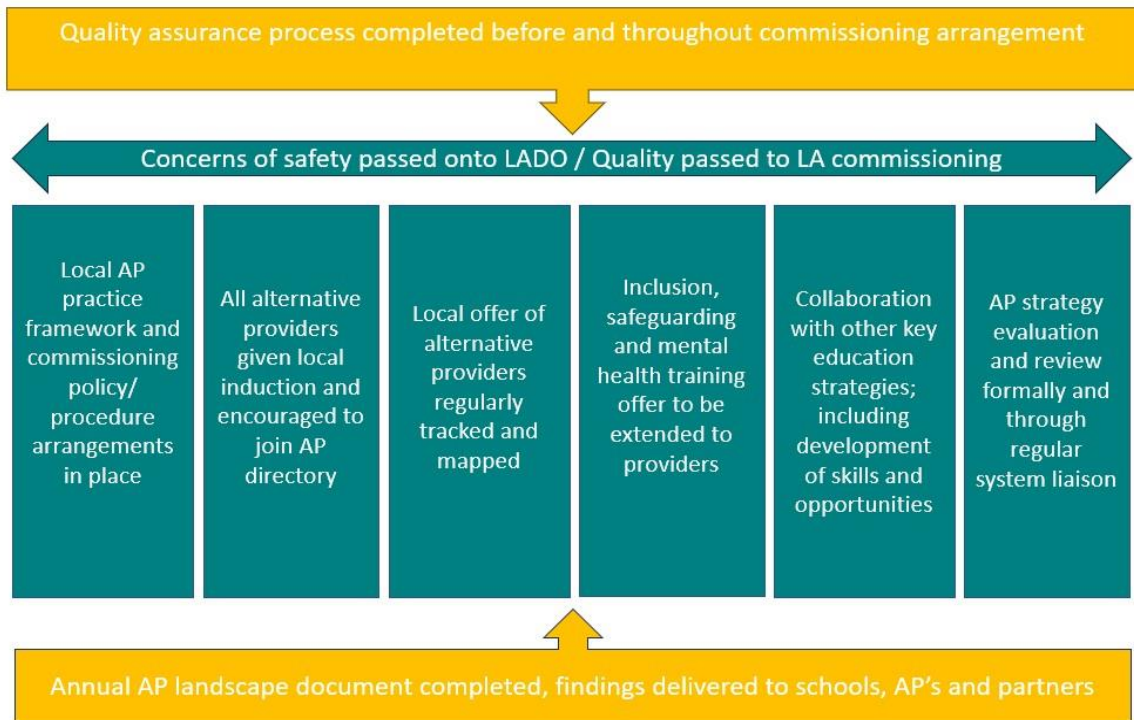 Quality assurance process completed before and throughout commissioning arrangement
Concerns of safety passed onto LADO / Quality passed to LA commissioning
Local AP
practice
framework and
commissioning
policy/
procedure
arrangements
in place
All alternative
providers
given local
induction and
encouraged to
join AP
directory
Local offer of
alternative
providers
regularly
tracked and
mapped
Inclusion,
safeguarding
and mental
health training
offer to be
extended to
providers
Collaboration
with other key
education
strategies;
including
development
of skills and
opportunities
AP strategy
evaluation
and review
formally and
through
regular
system liaison
Annual AP landscape document completed, findings delivered to schools, AP's and partners